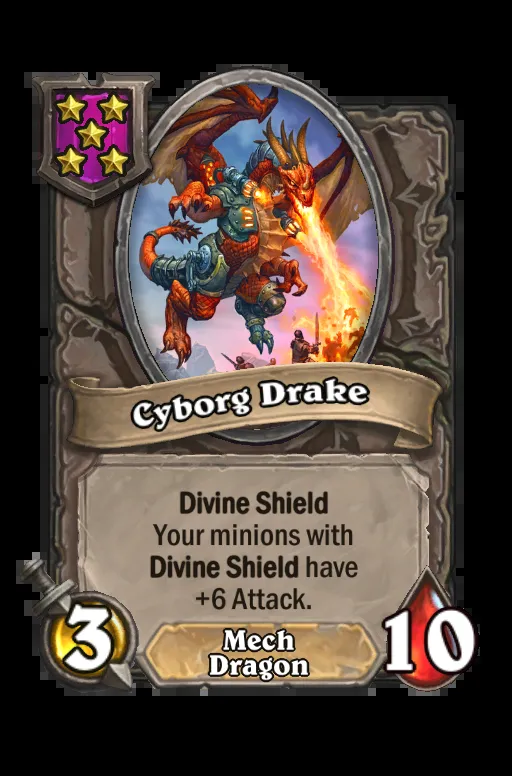 Cyborg Drake
Divine Shield
Your minions with
Divine Shield have
+6 Attack.
3
Mech
Dragon
10